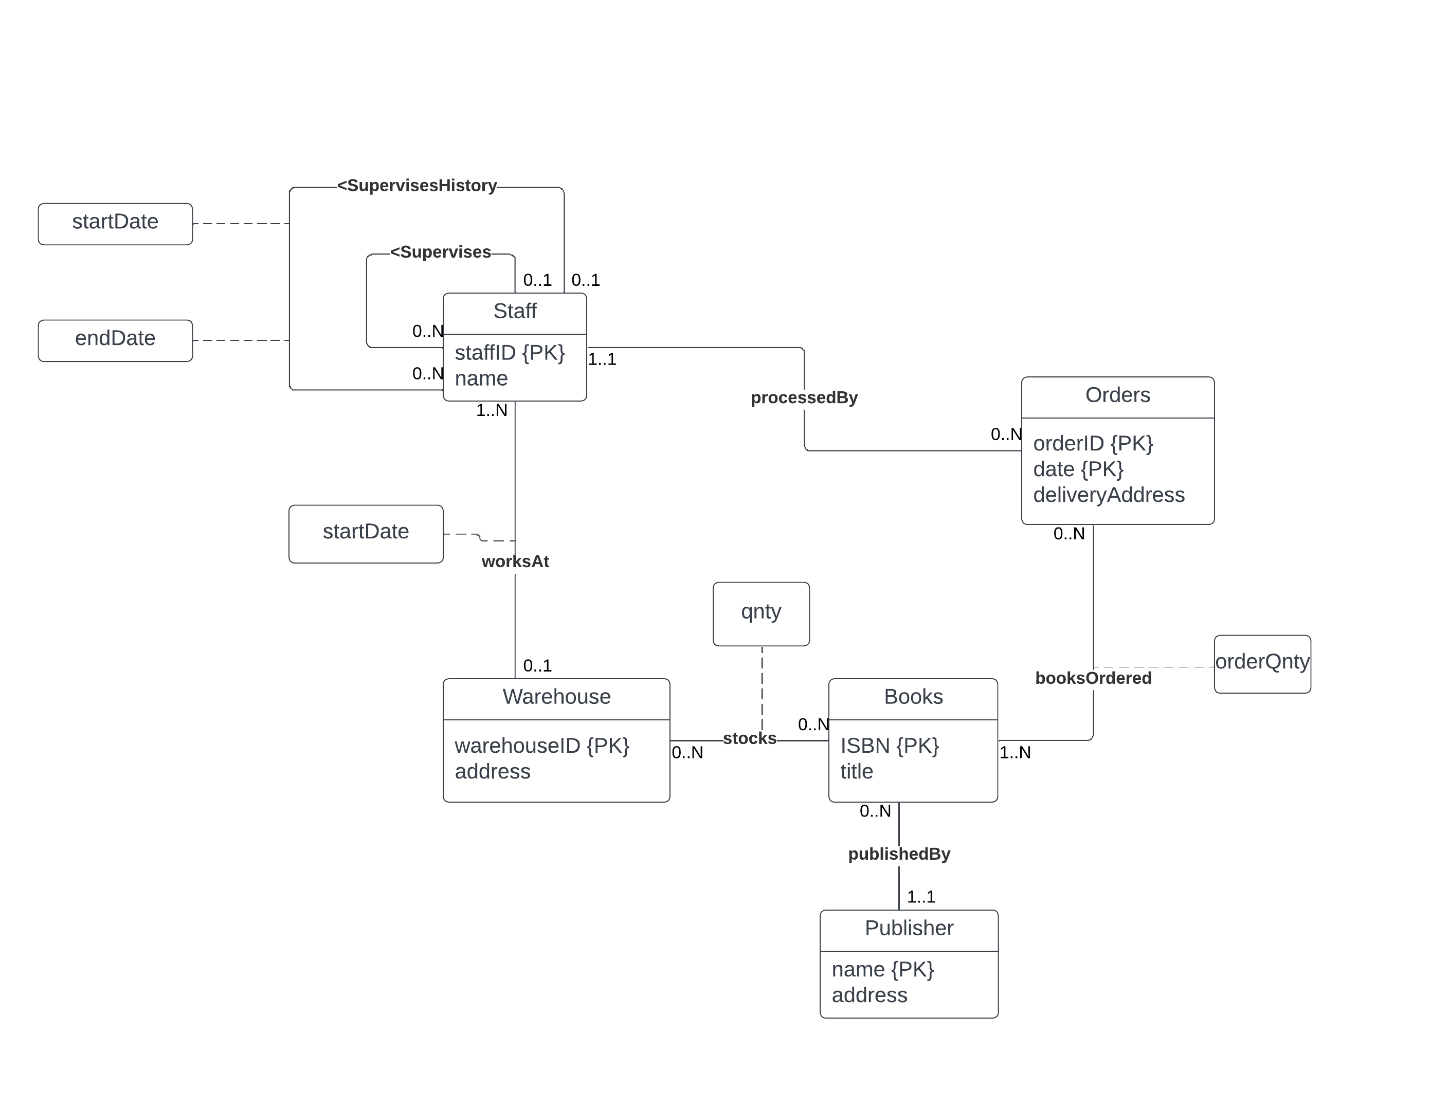 <SupervisesHistory
startDate
<Supervises
0..1
0..1
Staff
0..N
endDate
staffID {PK}
1..1
0..N
name
processedBy
Orders
1..N
0..N
orderID {PK}
date {PK}
deliveryAddress
startDate
0..N
worksAt
qnty
0..1
orderQnty
booksOrdered
Warehouse
Books
0..N
stocks
warehouseID {PK}
0..N
ISBN {PK}
1..N
address
title
0..N
publishedBy
1..1
Publisher
name {PK}
address